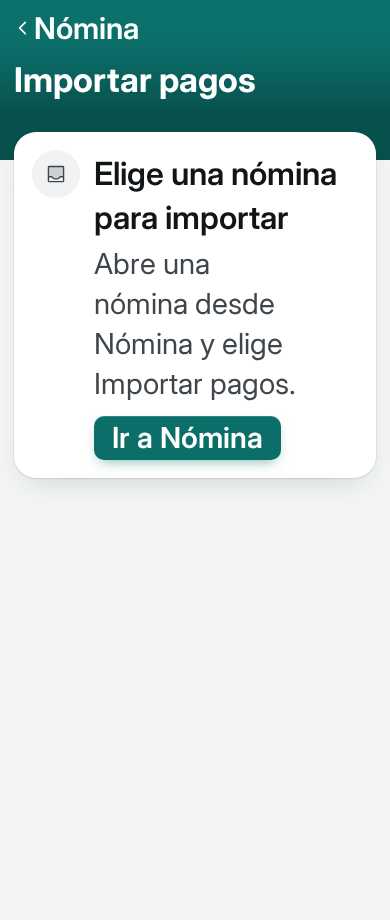 Nómina
Importar pagos
Elige una nómina
para importar
Abre una
nómina desde
Nómina y elige
Importar pagos.
Ir a Nómina